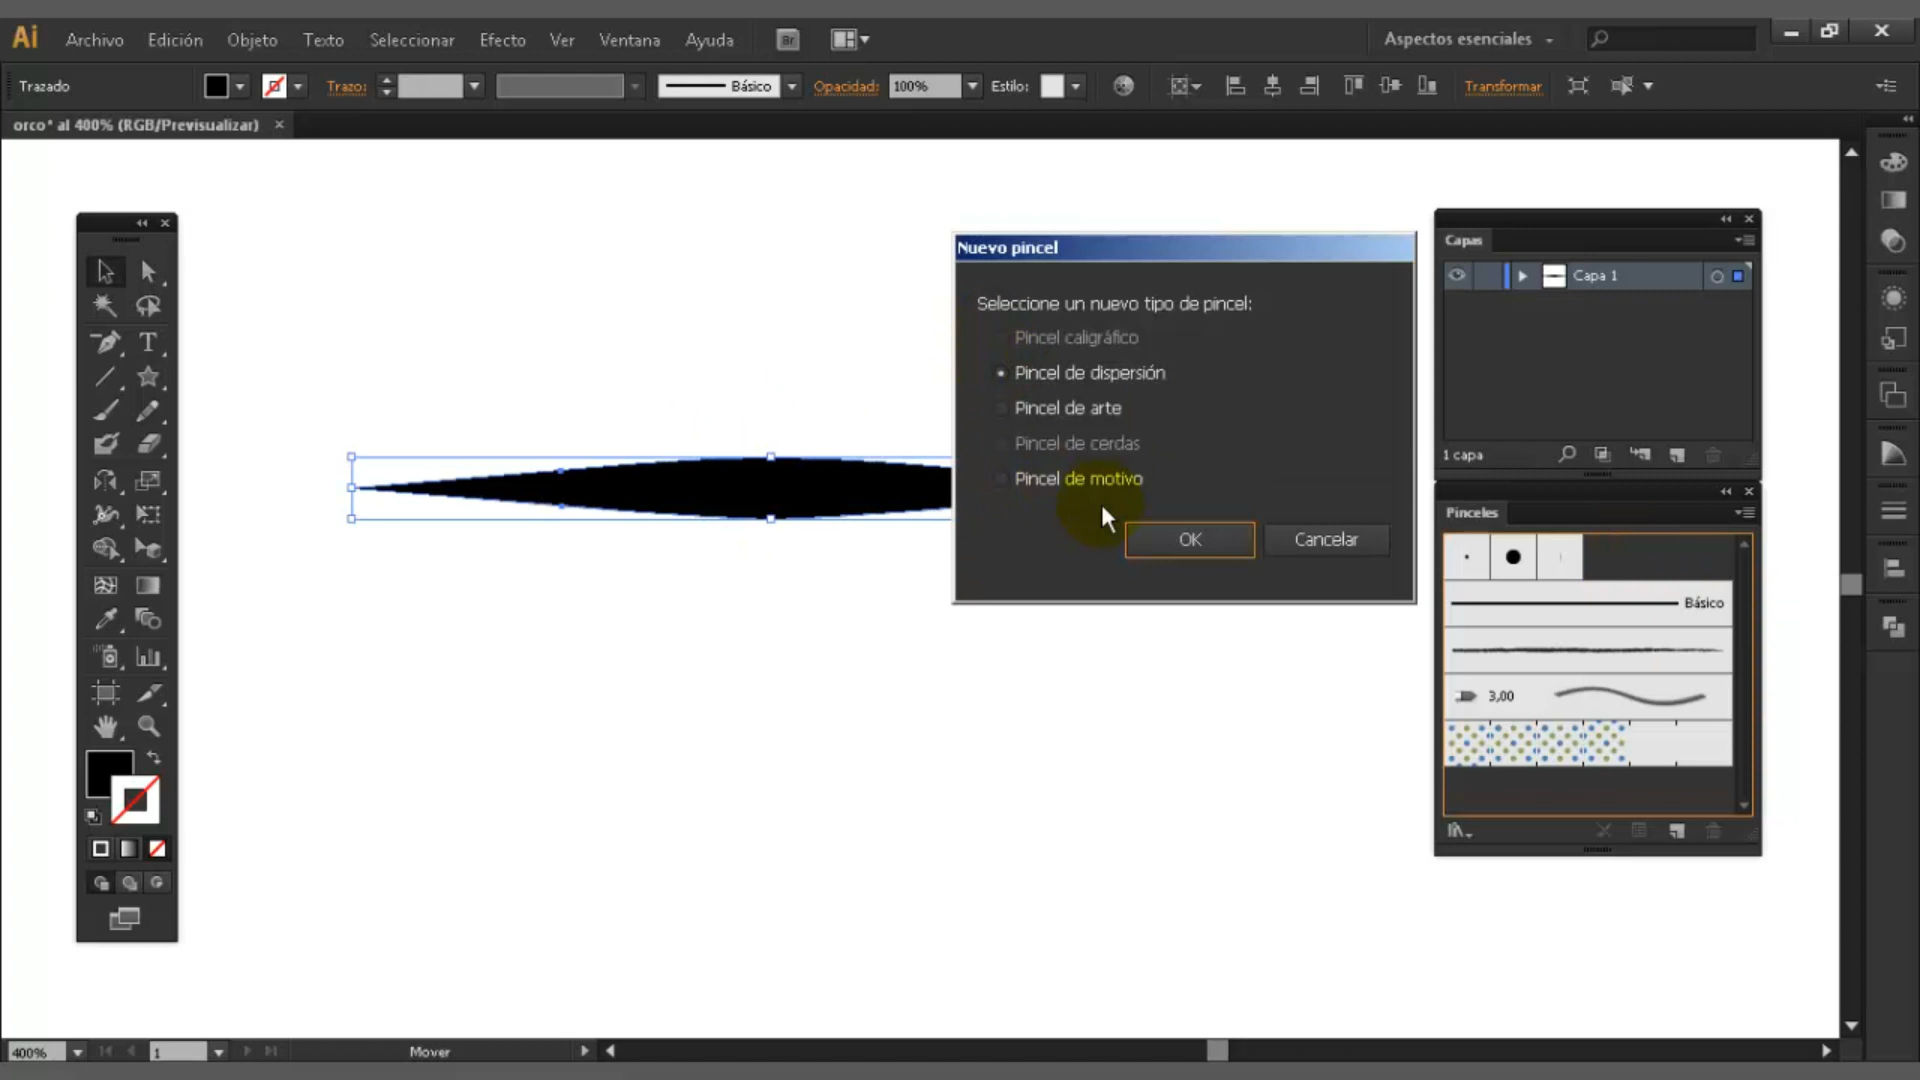 Ai Archivo Edición Objeto Texto Seleccionar Efecto Ver Ventana Ayuda Br Aspectos esenciales
Trazado Trazo: Básico Opacidad: 100% Estilo: Transformar
orco* al 400% (RGB/Previsualizar)
Nuevo pincel
Seleccione un nuevo tipo de pincel:
Pincel caligráfico
Pincel de dispersión
Pincel de arte
Pincel de cerdas
Pincel de motivo
OK Cancelar
Capas
Capa 1
1 capa
Pinceles
Básico
3,00
400% 1 Mover